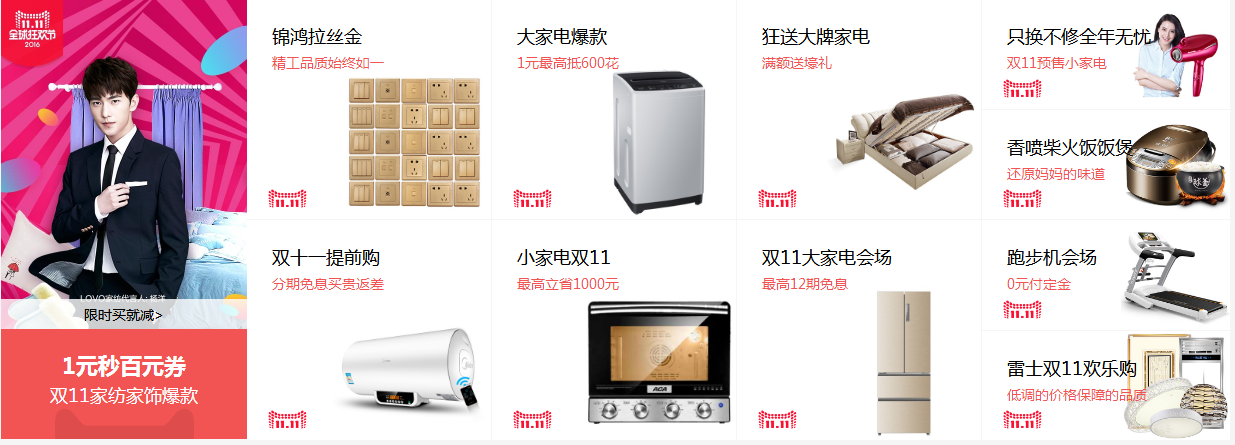 11.11
全球狂欢节
2016
LOVO家纺代言人:杨洋
限时买就减>
1元秒百元券
双11家纺家饰爆款
锦鸿拉丝金
精工品质始终如一
11.11
大家电爆款
1元最高抵600花
11.11
狂送大牌家电
满额送壕礼
11.11
只换不修全年无忧
双11预售小家电
11.11
香喷柴火饭饭煲
还原妈妈的味道
11.11
双十一提前购
分期免息买贵返差
11.11
小家电双11
最高立省1000元
ACA
11.11
双11大家电会场
最高12期免息
11.11
跑步机会场
0元付定金
11.11
雷士双11欢乐购
低调的价格保障的品质
11.11